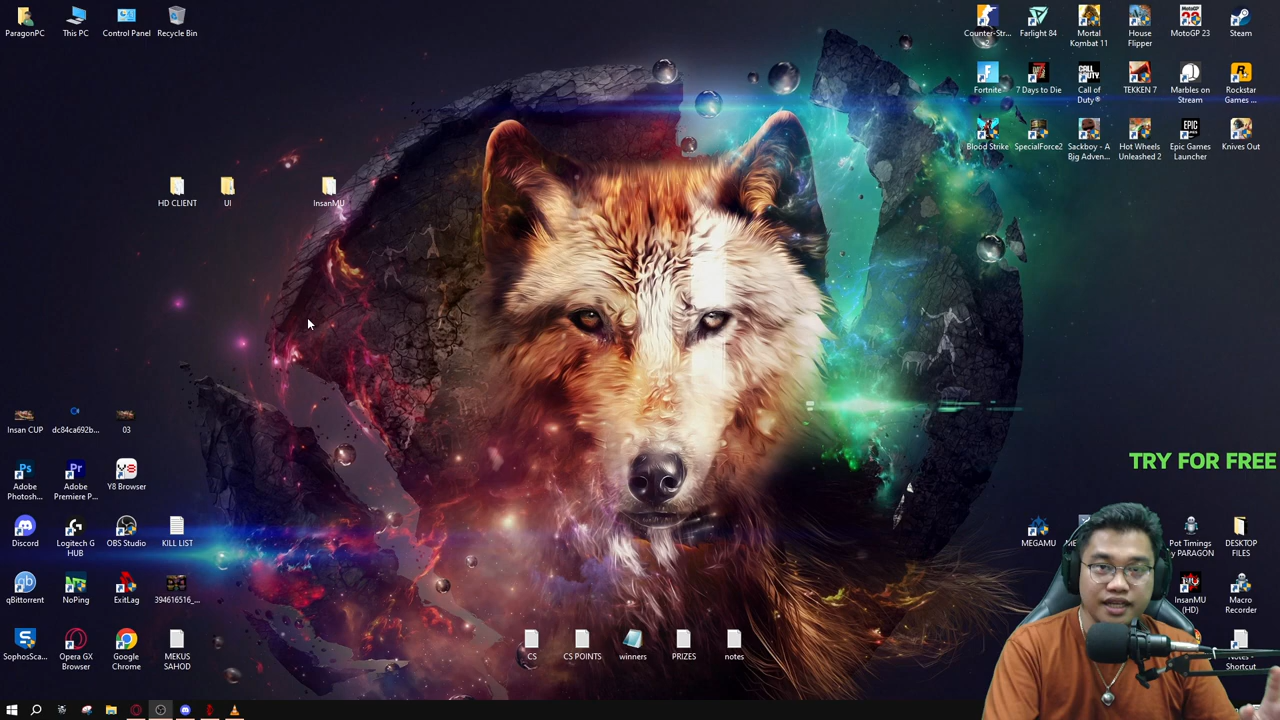 ParagonPC
This PC
Control Panel
Recycle Bin
Counter-Str...
2
Farlight 84
Mortal
Kombat 11
House
Flipper
MotoGP 23
Steam
Fortnite
7 Days to Die
Call of
Duty®
TEKKEN 7
Marbles on
Stream
Rockstar
Games ...
Blood Strike
SpecialForce2
Sackboy - A
Big Adven...
Hot Wheels
Unleashed 2
Epic Games
Launcher
Knives Out
HD CLIENT
UI
InsanMU
Insan CUP
dc84ca692b...
03
TRY FOR FREE
Adobe
Photosh...
Adobe
Premiere P...
Y8 Browser
Discord
Logitech G
HUB
OBS Studio
KILL LIST
MEGAMU
Pot Timings
by PARAGON
DESKTOP
FILES
qBittorrent
NoPing
ExitLag
394616516_...
InsanMU
(HD)
Macro
Recorder
SophosSca...
Opera GX
Browser
Google
Chrome
MEKUS
SAHOD
CS
CS POINTS
winners
PRIZES
notes
Notes -
Shortcut